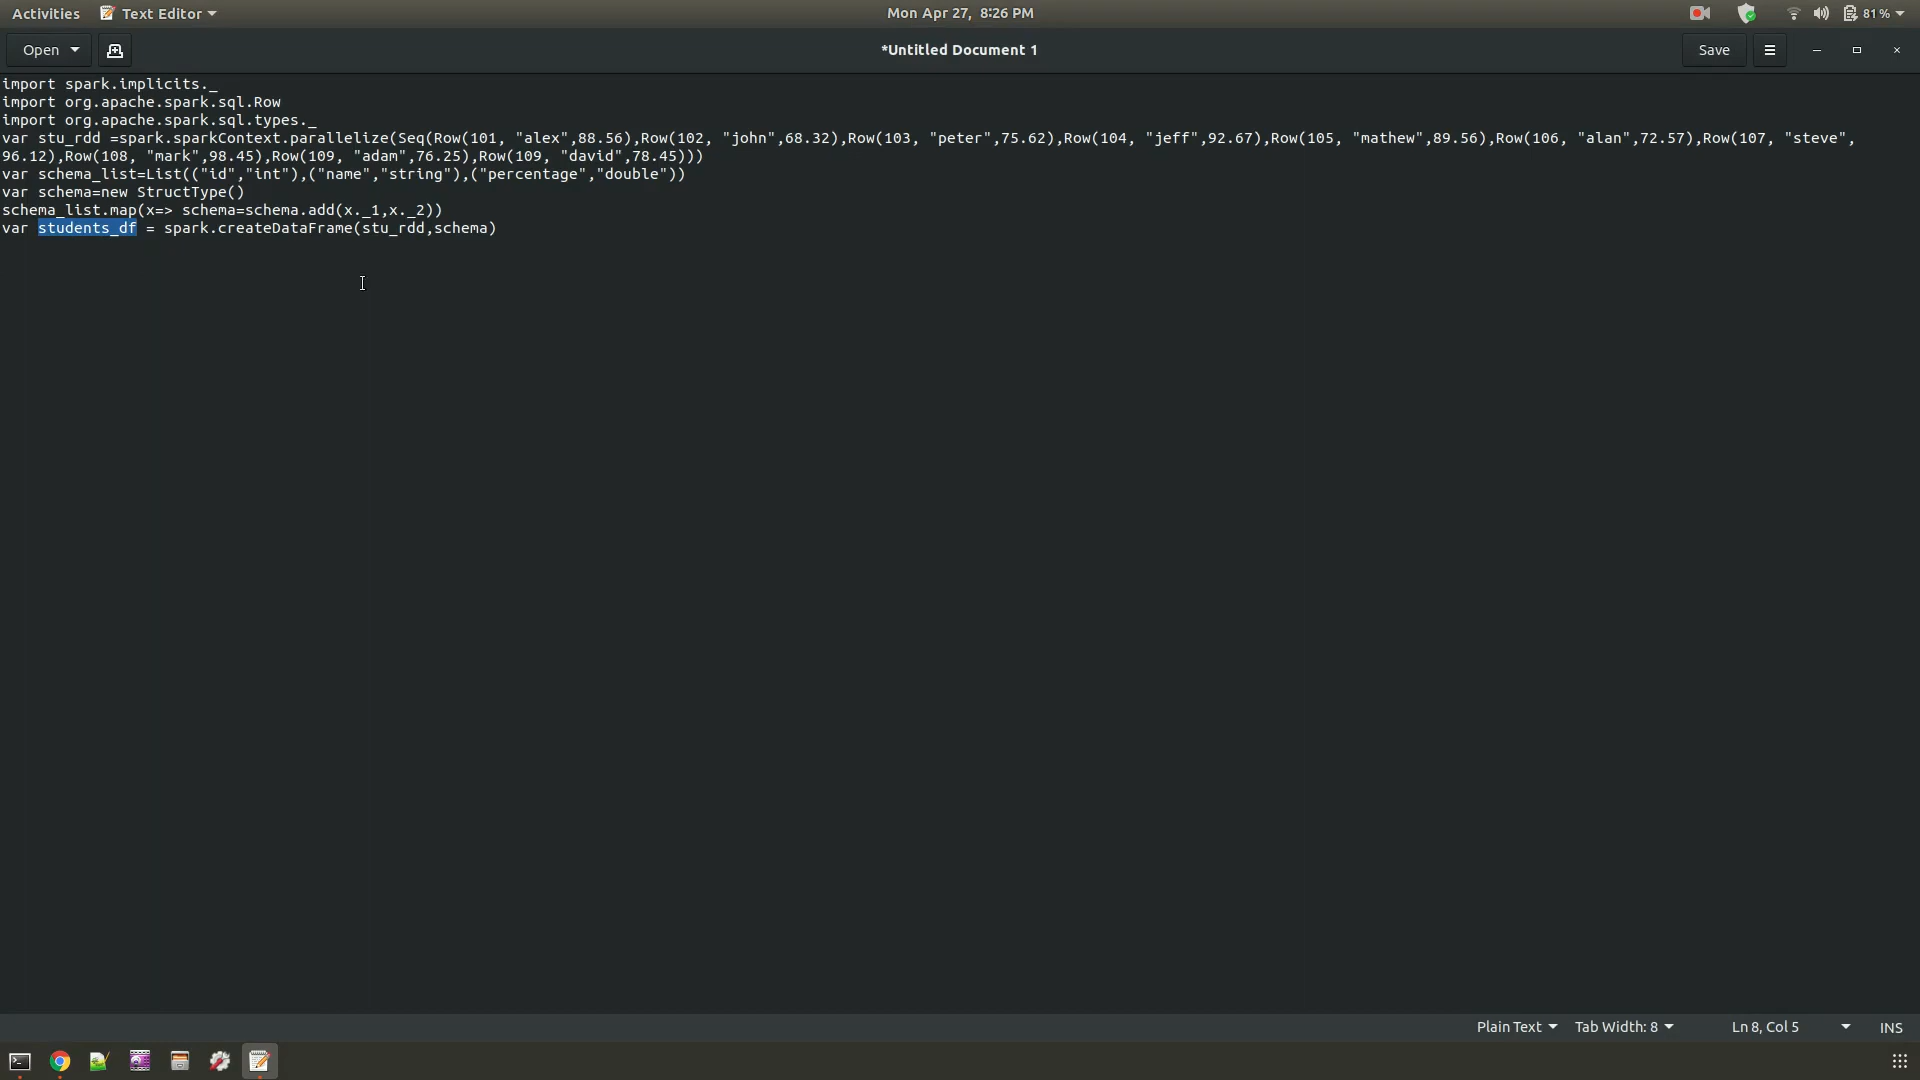 Activities Text Editor Mon Apr 27, 8:26 PM 81 %
Open *Untitled Document 1 Save
import spark.implicits._
import org.apache.spark.sql.Row
import org.apache.spark.sql.types._
var stu_rdd =spark.sparkContext.parallelize(Seq(Row(101, "alex",88.56),Row(102, "john",68.32),Row(103, "peter",75.62),Row(104, "jeff",92.67),Row(105, "mathew",89.56),Row(106, "alan",72.57),Row(107, "steve",
96.12),Row(108, "mark",98.45),Row(109, "adam",76.25),Row(109, "david",78.45)))
var schema_list=List(("id","int"),("name","string"),("percentage","double"))
var schema=new StructType()
schema_list.map(x=> schema=schema.add(x._1,x._2))
var students_df = spark.createDataFrame(stu_rdd,schema)
Plain Text Tab Width: 8 Ln 8, Col 5 INS